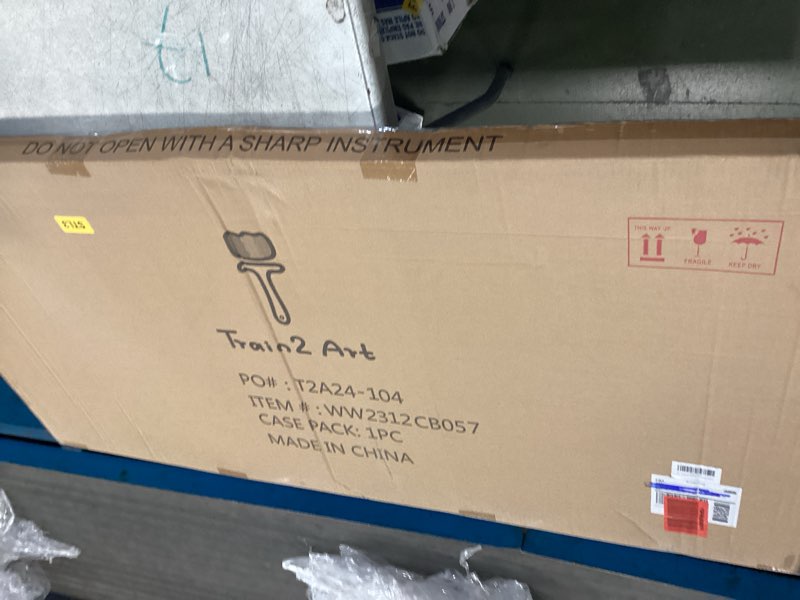 DO NOT OPEN WITH A SHARP INSTRUMENT
THIS WAY UP
FRAGILE
KEEP DRY
Train2 Art
PO# : T2A24-104
ITEM # : WW2312CB057
CASE PACK: 1PC
MADE IN CHINA